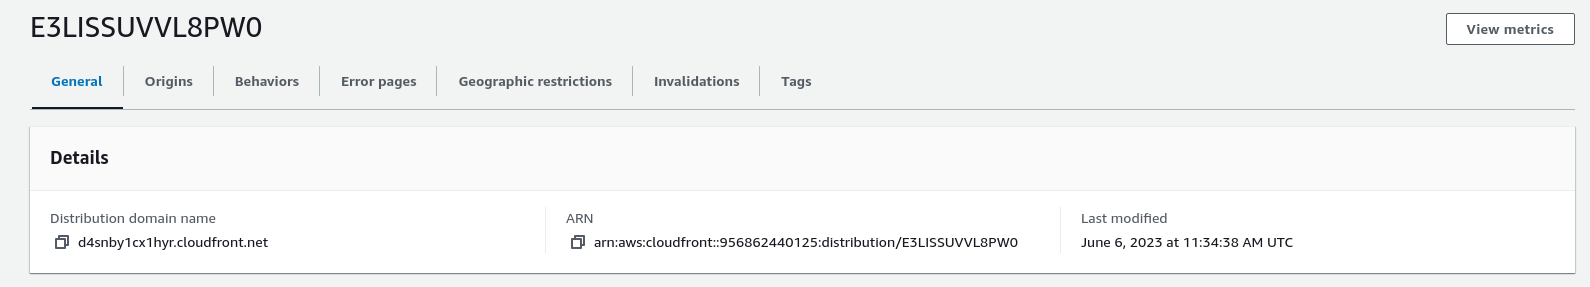 E3LISSUVVL8PW0
View metrics
General
Origins
Behaviors
Error pages
Geographic restrictions
Invalidations
Tags
Details
Distribution domain name
d4snby1cx1hyr.cloudfront.net
ARN
arn:aws:cloudfront::956862440125:distribution/E3LISSUVVL8PW0
Last modified
June 6, 2023 at 11:34:38 AM UTC